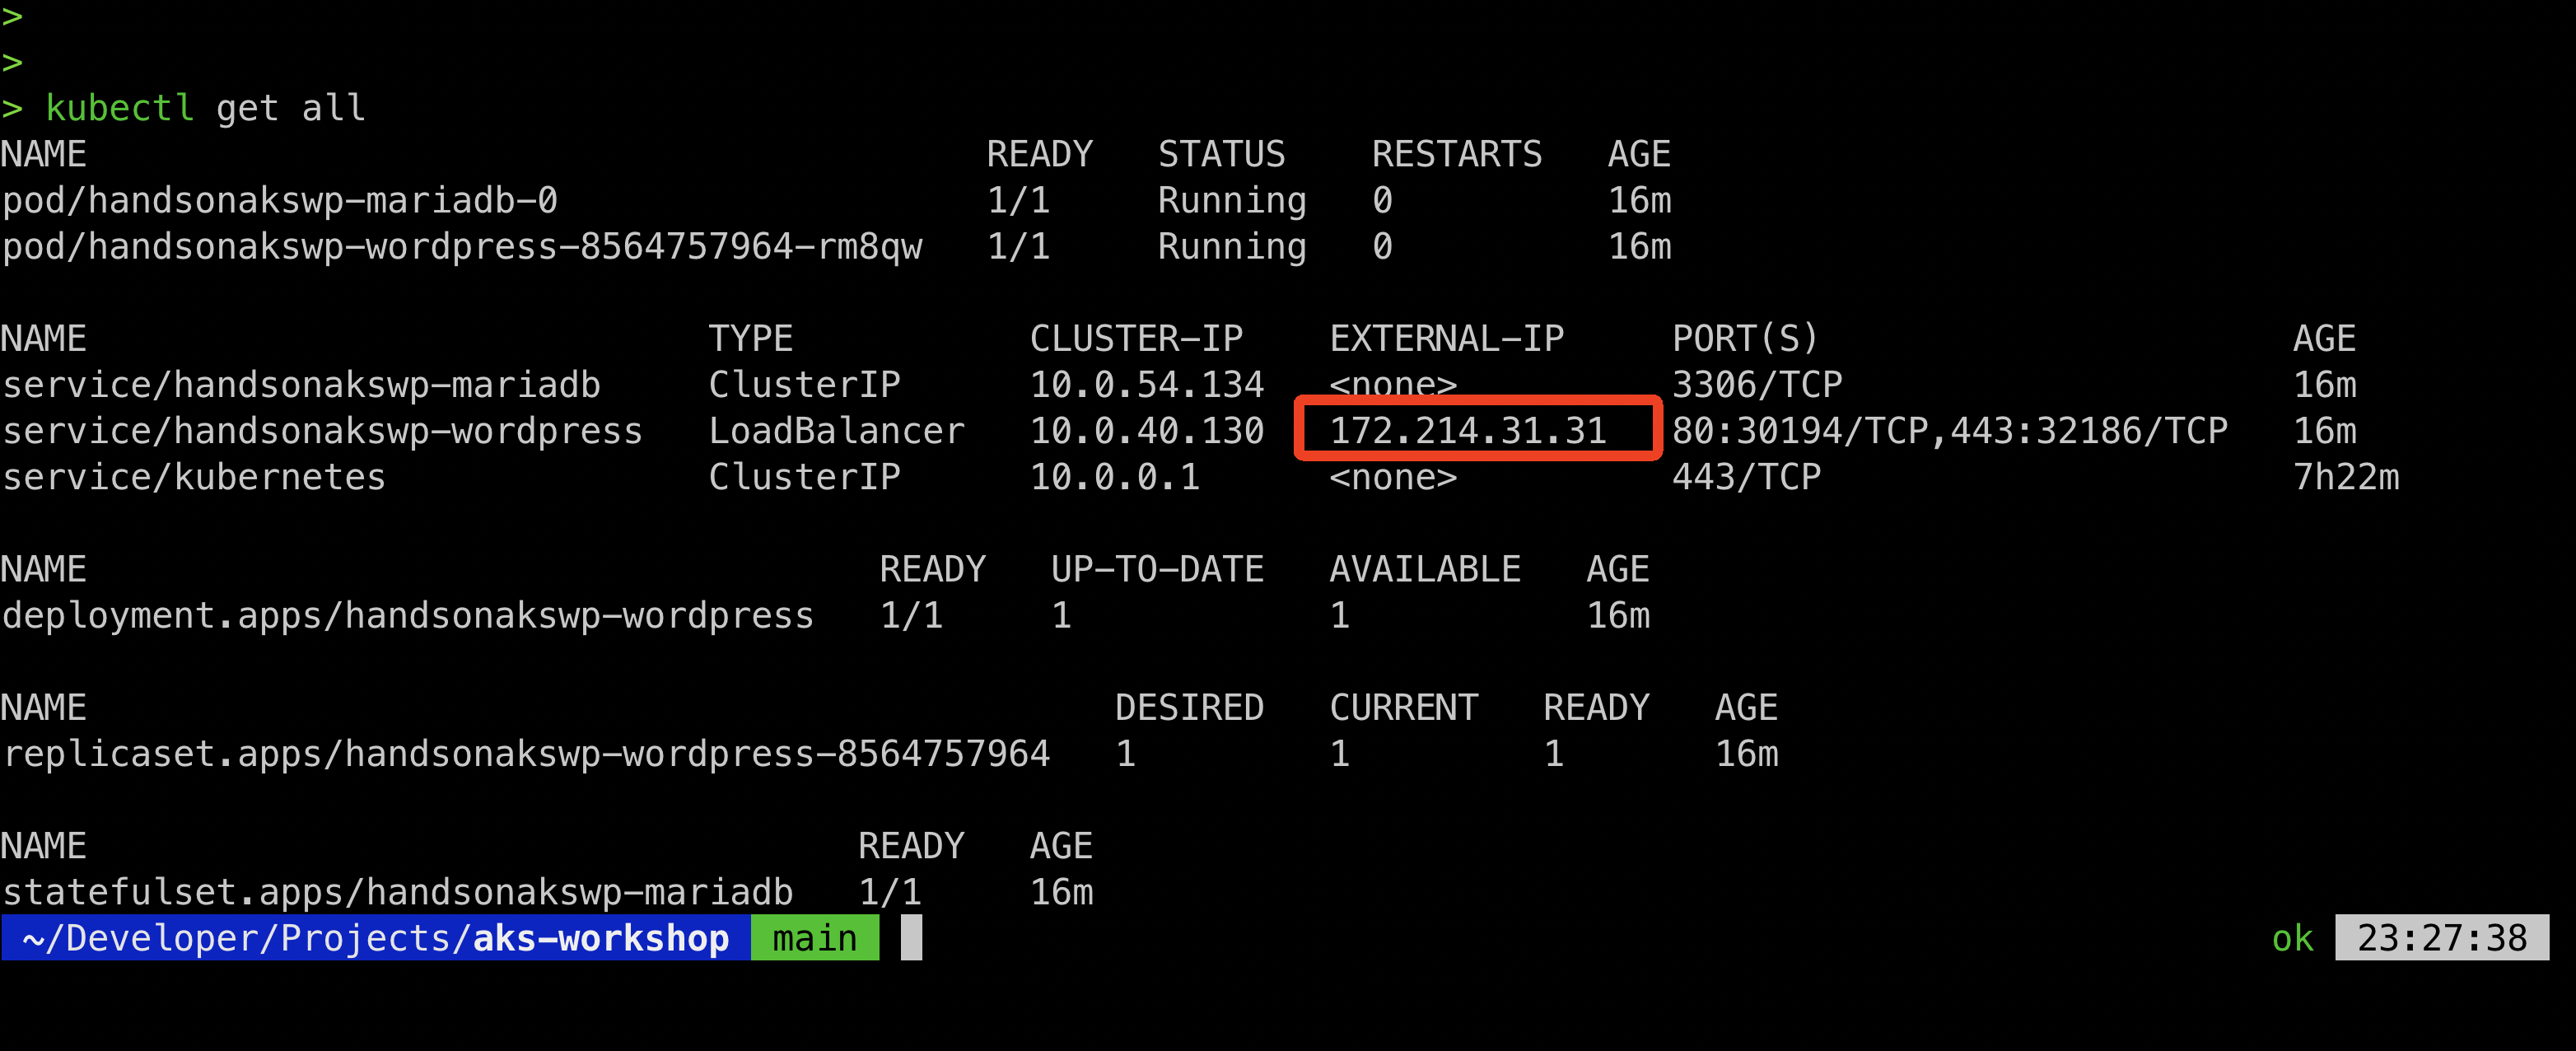 >
>
> kubectl get all
NAME READY STATUS RESTARTS AGE
pod/handsonakswp-mariadb-0 1/1 Running 0 16m
pod/handsonakswp-wordpress-8564757964-rm8qw 1/1 Running 0 16m
NAME TYPE CLUSTER-IP EXTERNAL-IP PORT(S) AGE
service/handsonakswp-mariadb ClusterIP 10.0.54.134 <none> 3306/TCP 16m
service/handsonakswp-wordpress LoadBalancer 10.0.40.130 172.214.31.31 80:30194/TCP,443:32186/TCP 16m
service/kubernetes ClusterIP 10.0.0.1 <none> 443/TCP 7h22m
NAME READY UP-TO-DATE AVAILABLE AGE
deployment.apps/handsonakswp-wordpress 1/1 1 1 16m
NAME DESIRED CURRENT READY AGE
replicaset.apps/handsonakswp-wordpress-8564757964 1 1 1 16m
NAME READY AGE
statefulset.apps/handsonakswp-mariadb 1/1 16m
~/Developer/Projects/aks-workshop main ok 23:27:38